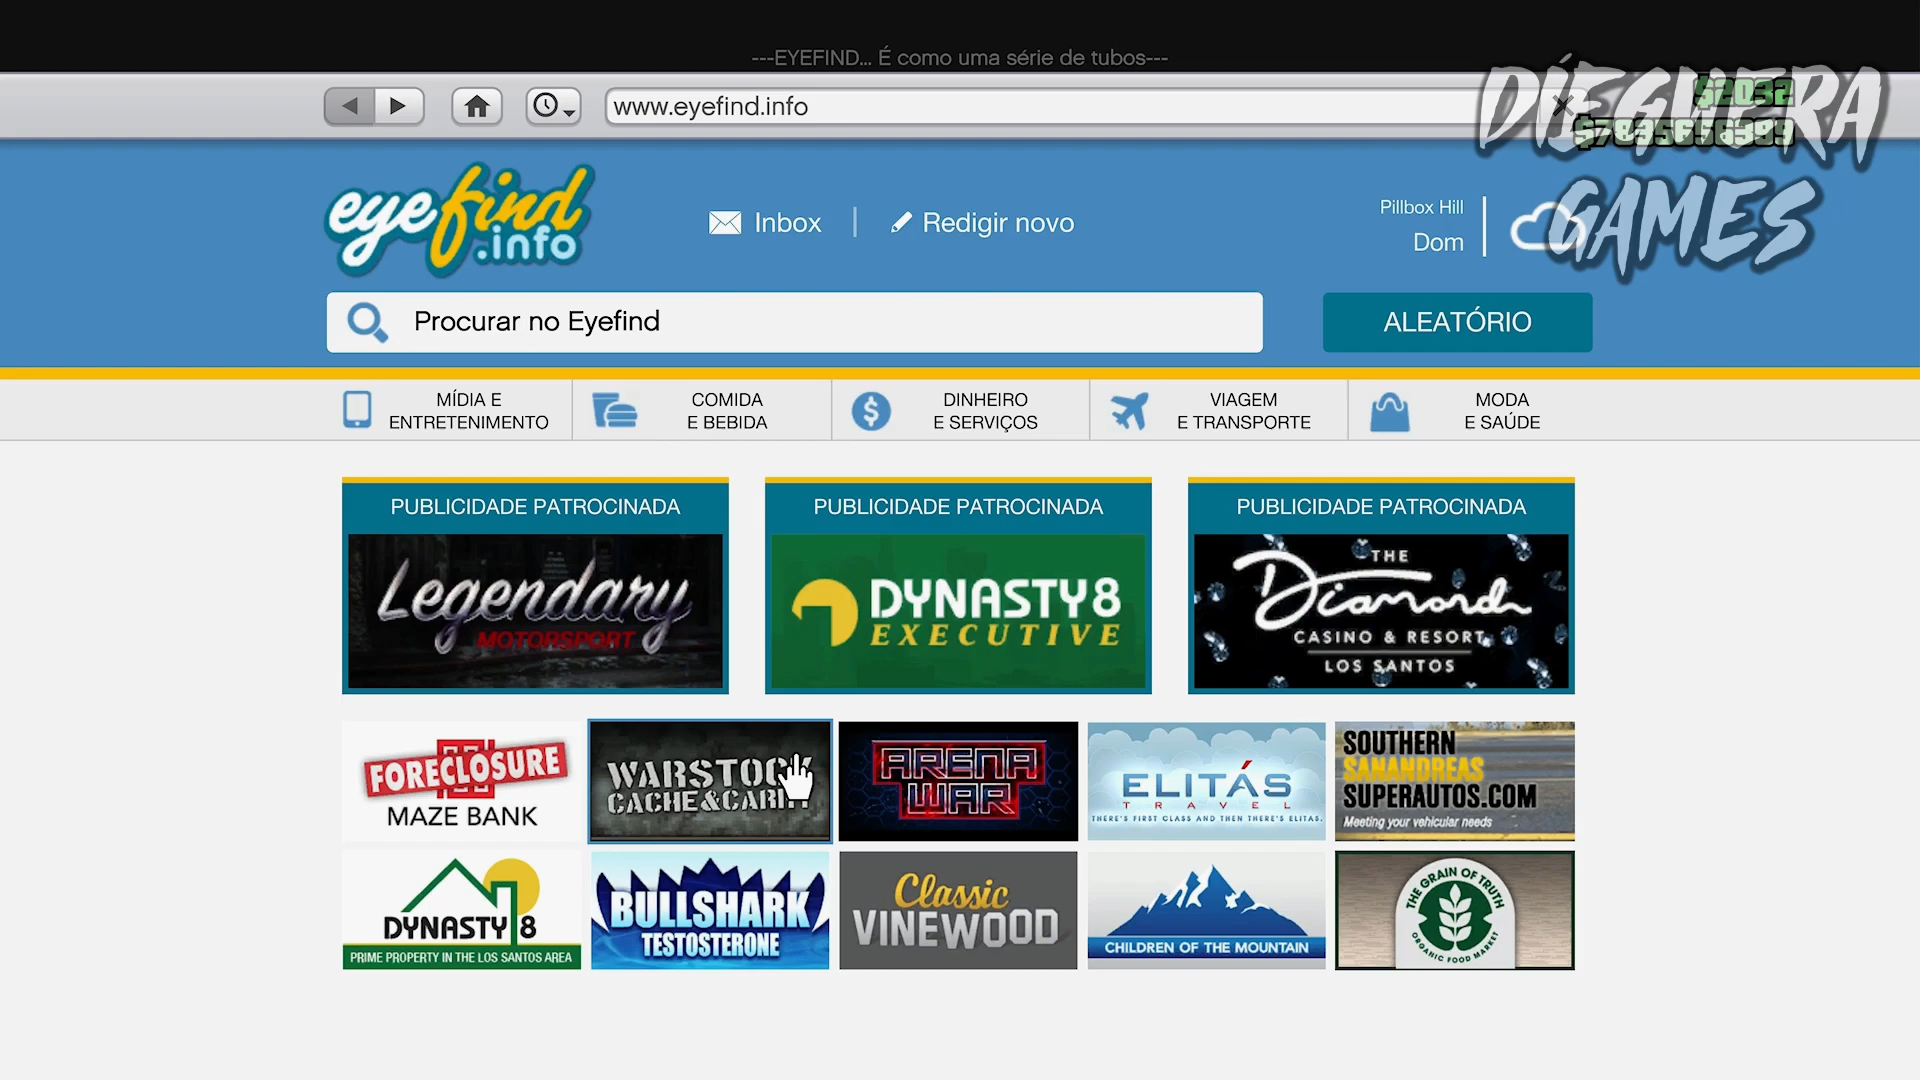 ---EYEFIND... É como uma série de tubos---
www.eyefind.info
DIEGUERA
GAMES
$2032
eyefind
.info
Inbox
Redigir novo
Pillbox Hill
Dom
Procurar no Eyefind
ALEATÓRIO
MÍDIA E
ENTRETENIMENTO
COMIDA
E BEBIDA
DINHEIRO
E SERVIÇOS
VIAGEM
E TRANSPORTE
MODA
E SAÚDE
PUBLICIDADE PATROCINADA
Legendary
MOTORSPORT
PUBLICIDADE PATROCINADA
DYNASTY8
EXECUTIVE
PUBLICIDADE PATROCINADA
THE
Diamond
CASINO & RESORT
LOS SANTOS
FORECLOSURE
MAZE BANK
WARSTOCK
CACHE&CARRY
ARENA
WAR
ELITÁS
TRAVEL
THERE'S FIRST CLASS AND THEN THERE'S ELITAS.
SOUTHERN
SANANDREAS
SUPERAUTOS.COM
Meeting your vehicular needs
DYNASTY 8
PRIME PROPERTY IN THE LOS SANTOS AREA
BULLSHARK
TESTOSTERONE
Classic
VINEWOOD
CHILDREN OF THE MOUNTAIN
THE GRAIN OF TRUTH
ORGANIC FOOD MARKET